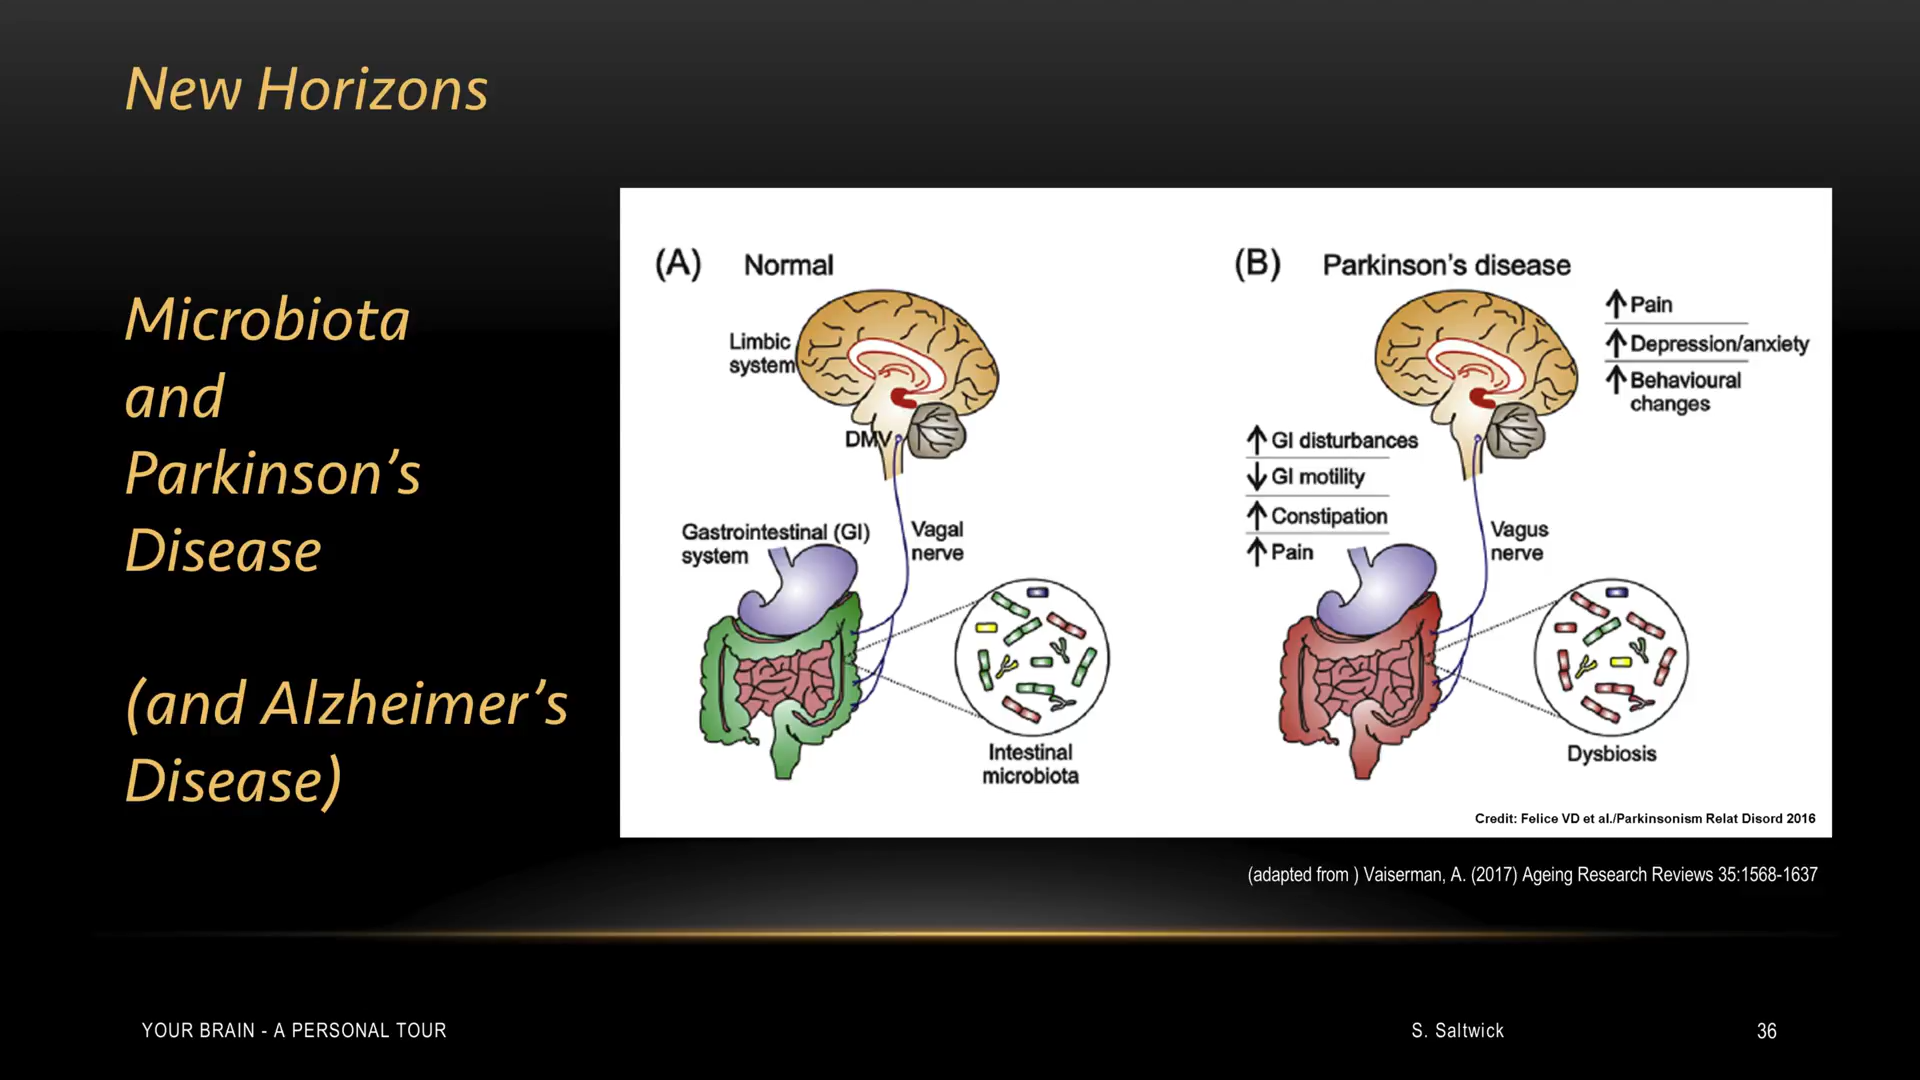 New Horizons
Microbiota
and
Parkinson’s
Disease
(and Alzheimer’s
Disease)
(A) Normal
Limbic
system
DMV
Gastrointestinal (GI)
system
Vagal
nerve
Intestinal
microbiota
(B) Parkinson’s disease
↑ Pain
↑ Depression/anxiety
↑ Behavioural
changes
↑ GI disturbances
↓ GI motility
↑ Constipation
↑ Pain
Vagus
nerve
Dysbiosis
Credit: Felice VD et al./Parkinsonism Relat Disord 2016
(adapted from ) Vaiserman, A. (2017) Ageing Research Reviews 35:1568-1637
YOUR BRAIN - A PERSONAL TOUR
S. Saltwick
36